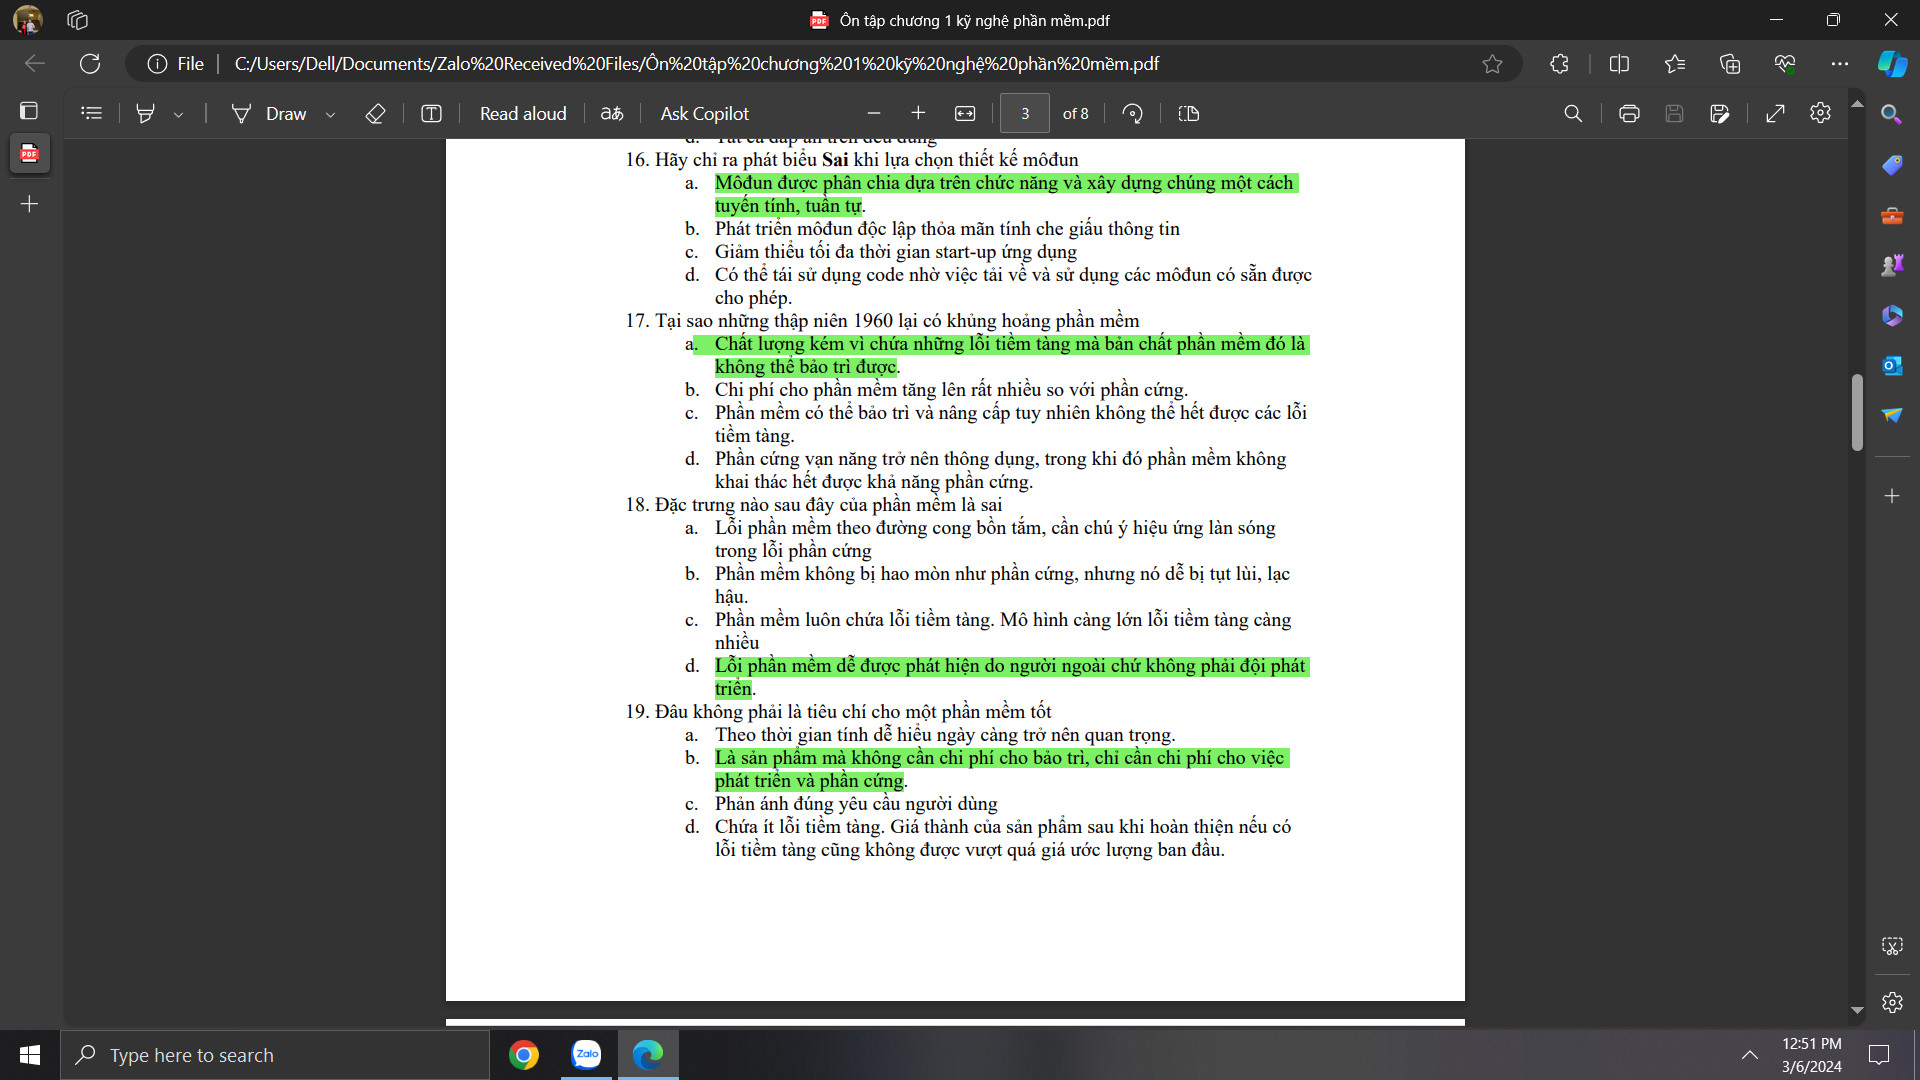 Ôn tập chương 1 kỹ nghệ phần mềm.pdf
File C:/Users/Dell/Documents/Zalo%20Received%20Files/Ôn%20tập%20chương%201%20kỹ%20nghệ%20phần%20mềm.pdf
Draw Read aloud aあ Ask Copilot 3 of 8
d. Tất cả đáp án trên đều đúng
16. Hãy chỉ ra phát biểu Sai khi lựa chọn thiết kế môđun
a. Môđun được phân chia dựa trên chức năng và xây dựng chúng một cách
tuyến tính, tuần tự.
b. Phát triển môđun độc lập thỏa mãn tính che giấu thông tin
c. Giảm thiểu tối đa thời gian start-up ứng dụng
d. Có thể tái sử dụng code nhờ việc tải về và sử dụng các môđun có sẵn được
cho phép.
17. Tại sao những thập niên 1960 lại có khủng hoảng phần mềm
a. Chất lượng kém vì chứa những lỗi tiềm tàng mà bản chất phần mềm đó là
không thể bảo trì được.
b. Chi phí cho phần mềm tăng lên rất nhiều so với phần cứng.
c. Phần mềm có thể bảo trì và nâng cấp tuy nhiên không thể hết được các lỗi
tiềm tàng.
d. Phần cứng vạn năng trở nên thông dụng, trong khi đó phần mềm không
khai thác hết được khả năng phần cứng.
18. Đặc trưng nào sau đây của phần mềm là sai
a. Lỗi phần mềm theo đường cong bồn tắm, cần chú ý hiệu ứng làn sóng
trong lỗi phần cứng
b. Phần mềm không bị hao mòn như phần cứng, nhưng nó dễ bị tụt lùi, lạc
hậu.
c. Phần mềm luôn chứa lỗi tiềm tàng. Mô hình càng lớn lỗi tiềm tàng càng
nhiều
d. Lỗi phần mềm dễ được phát hiện do người ngoài chứ không phải đội phát
triển.
19. Đâu không phải là tiêu chí cho một phần mềm tốt
a. Theo thời gian tính dễ hiểu ngày càng trở nên quan trọng.
b. Là sản phẩm mà không cần chi phí cho bảo trì, chỉ cần chi phí cho việc
phát triển và phần cứng.
c. Phản ánh đúng yêu cầu người dùng
d. Chứa ít lỗi tiềm tàng. Giá thành của sản phẩm sau khi hoàn thiện nếu có
lỗi tiềm tàng cũng không được vượt quá giá ước lượng ban đầu.
Type here to search
Zalo
12:51 PM
3/6/2024